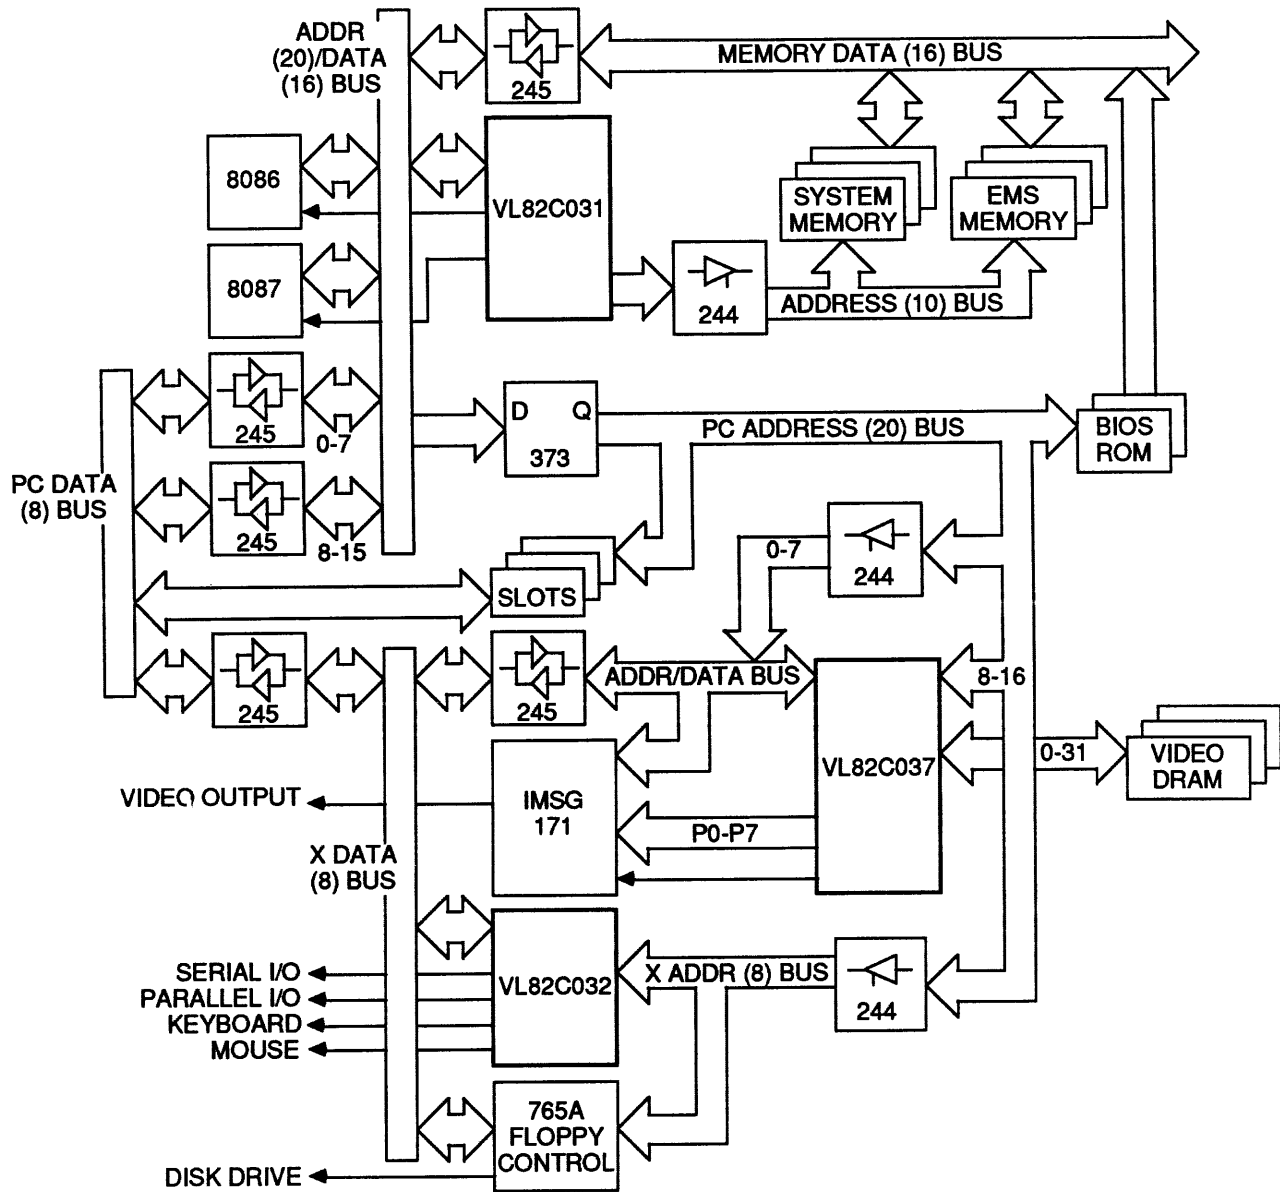 ADDR
(20)/DATA
(16) BUS
245
MEMORY DATA (16) BUS
8086
VL82C031
SYSTEM
MEMORY
EMS
MEMORY
8087
244
ADDRESS (10) BUS
245
0-7
D Q
373
PC ADDRESS (20) BUS
BIOS
ROM
PC DATA
(8) BUS
245
8-15
0-7
244
SLOTS
245
245
ADDR/DATA BUS
8-16
VL82C037
0-31
VIDEO
DRAM
VIDEO OUTPUT
IMSG
171
P0-P7
X DATA
(8) BUS
SERIAL I/O
PARALLEL I/O
KEYBOARD
MOUSE
VL82C032
X ADDR (8) BUS
244
765A
FLOPPY
CONTROL
DISK DRIVE